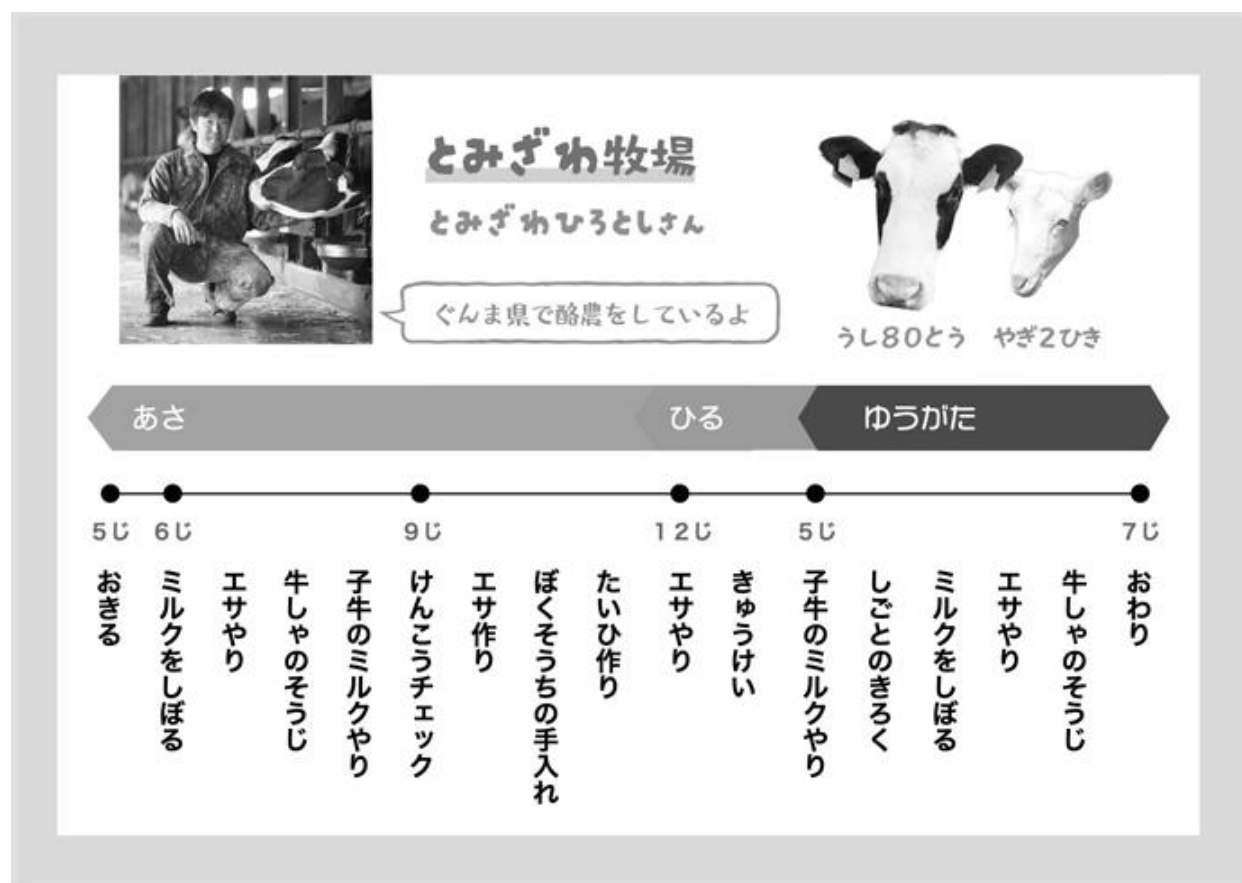 とみざわ牧場
とみざわひろとしさん
ぐんま県で酪農をしているよ
うし80とう
やぎ2ひき
あさ
ひる
ゆうがた
5じ
6じ
9じ
12じ
5じ
7じ
おきる
ミルクをしぼる
エサやり
牛しゃのそうじ
子牛のミルクやり
けんこうチェック
エサ作り
ぼくそうちの手入れ
たいひ作り
エサやり
きゅうけい
子牛のミルクやり
しごとのきろく
ミルクをしぼる
エサやり
牛しゃのそうじ
おわり